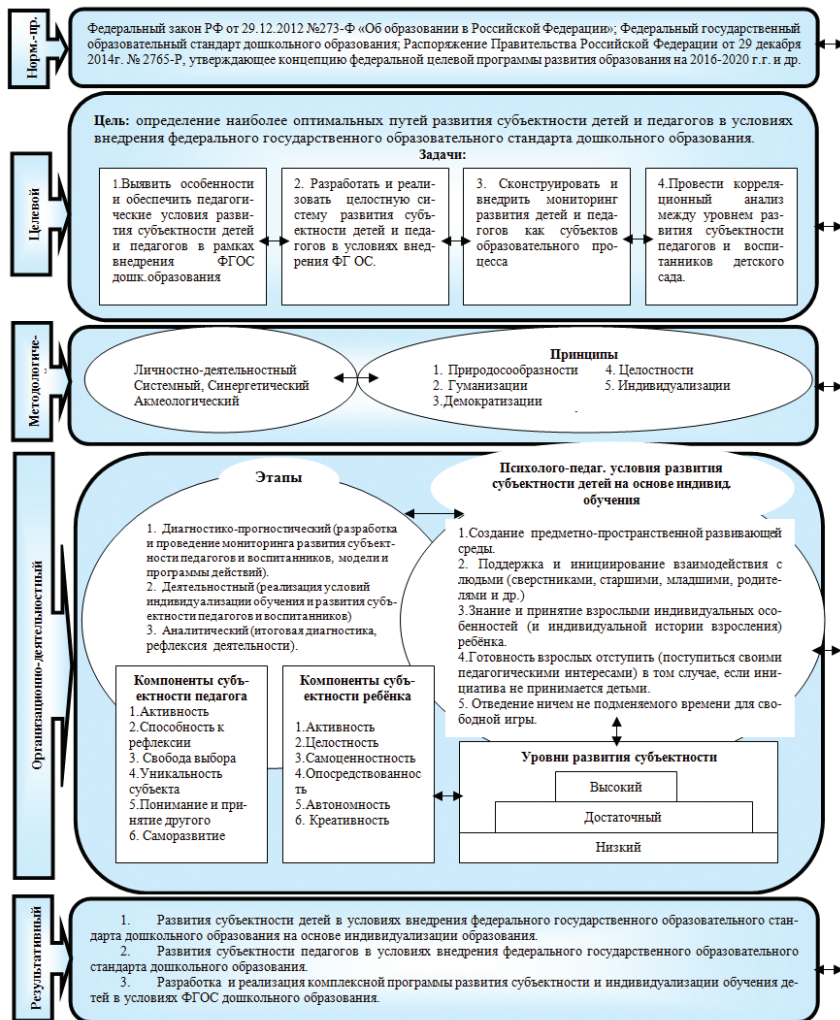 Норм.-пр.
Федеральный закон РФ от 29.12.2012 №273-Ф «Об образовании в Российской Федерации»; Федеральный государственный
образовательный стандарт дошкольного образования; Распоряжение Правительства Российской Федерации от 29 декабря
2014г. № 2765-Р, утверждающее концепцию федеральной целевой программы развития образования на 2016-2020 г.г. и др.
Целевой
Цель: определение наиболее оптимальных путей развития субъектности детей и педагогов в условиях
внедрения федерального государственного образовательного стандарта дошкольного образования.
Задачи:
1.Выявить особенности
и обеспечить педагоги-
ческие условия разви-
тия субъектности детей
и педагогов в рамках
внедрения ФГОС
дошк.образования
2. Разработать и реали-
зовать целостную си-
стему развития субъ-
ектности детей и педа-
гогов в условиях внед-
рения ФГ ОС.
3. Сконструировать и
внедрить мониторинг
развития детей и педа-
гогов как субъектов
образовательного про-
цесса
4.Провести корреля-
ционный анализ
между уровнем раз-
вития субъектности
педагогов и воспи-
танников детского
сада.
Методологиче-
Личностно-деятельностный
Системный, Синергетический
Акмеологический
Принципы
1. Природосообразности
2. Гуманизации
3.Демократизации
4. Целостности
5. Индивидуализации
Организационно-деятельностный
Этапы
1. Диагностико-прогностический (разработка
и проведение мониторинга развития субъект-
ности педагогов и воспитанников, модели и
программы действий).
2. Деятельностный (реализация условий
индивидуализации обучения и развития субъ-
ектности педагогов и воспитанников)
3. Аналитический (итоговая диагностика,
рефлексия деятельности).
Психолого-педаг. условия развития
субъектности детей на основе индивид.
обучения
1.Создание предметно-пространственной развивающей
среды.
2. Поддержка и инициирование взаимодействия с
людьми (сверстниками, старшими, младшими, родите-
лями и др.)
3.Знание и принятие взрослыми индивидуальных осо-
бенностей (и индивидуальной истории взросления)
ребёнка.
4.Готовность взрослых отступить (поступиться своими
педагогическими интересами) в том случае, если ини-
циатива не принимается детьми.
5. Отведение ничем не подменяемого времени для сво-
бодной игры.
Компоненты субъ-
ектности педагога
1.Активность
2.Способность к
рефлексии
3. Свобода выбора
4.Уникальность
субъекта
5.Понимание и при-
нятие другого
6. Саморазвитие
Компоненты субъ-
ектности ребёнка
1.Активность
2.Целостность
3.Самоценность
4.Опосредствованнос
ть
5.Автономность
6. Креативность
Уровни развития субъектности
Высокий
Достаточный
Низкий
Результативный
1. Развития субъектности детей в условиях внедрения федерального государственного образовательного стан-
дарта дошкольного образования на основе индивидуализации образования.
2. Развития субъектности педагогов в условиях внедрения федерального государственного образовательного
стандарта дошкольного образования.
3. Разработка и реализация комплексной программы развития субъектности и индивидуализации обучения де-
тей в условиях ФГОС дошкольного образования.